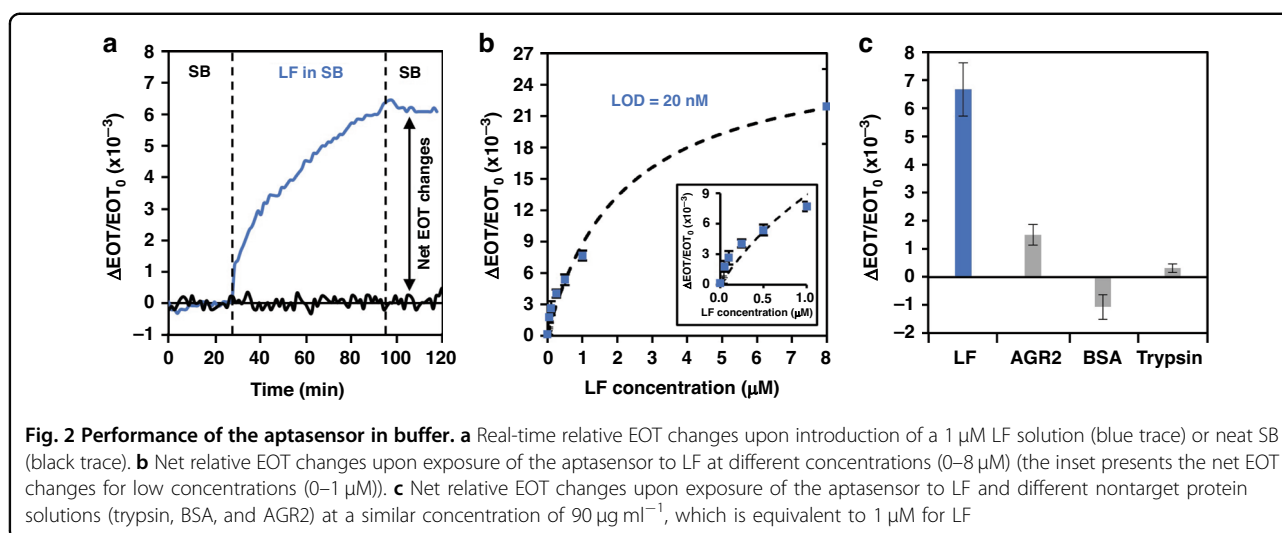 a
8
7
6
5
4
3
2
1
0
−1
ΔEOT/EOT₀ (x10⁻³)
SB
LF in SB
SB
Net EOT changes
0 20 40 60 80 100 120
Time (min)
b
27
24
21
18
15
12
9
6
3
0
ΔEOT/EOT₀ (x10⁻³)
LOD = 20 nM
9
6
3
0
ΔEOT/EOT₀ (x10⁻³)
0.0 0.5 1.0
LF concentration (μM)
0 1 2 3 4 5 6 7 8
LF concentration (μM)
c
8
7
6
5
4
3
2
1
0
−1
−2
ΔEOT/EOT₀ (x10⁻³)
LF AGR2 BSA Trypsin
Fig. 2 Performance of the aptasensor in buffer. a Real-time relative EOT changes upon introduction of a 1 μM LF solution (blue trace) or neat SB
(black trace). b Net relative EOT changes upon exposure of the aptasensor to LF at different concentrations (0–8 μM) (the inset presents the net EOT
changes for low concentrations (0–1 μM)). c Net relative EOT changes upon exposure of the aptasensor to LF and different nontarget protein
solutions (trypsin, BSA, and AGR2) at a similar concentration of 90 μg ml⁻¹, which is equivalent to 1 μM for LF